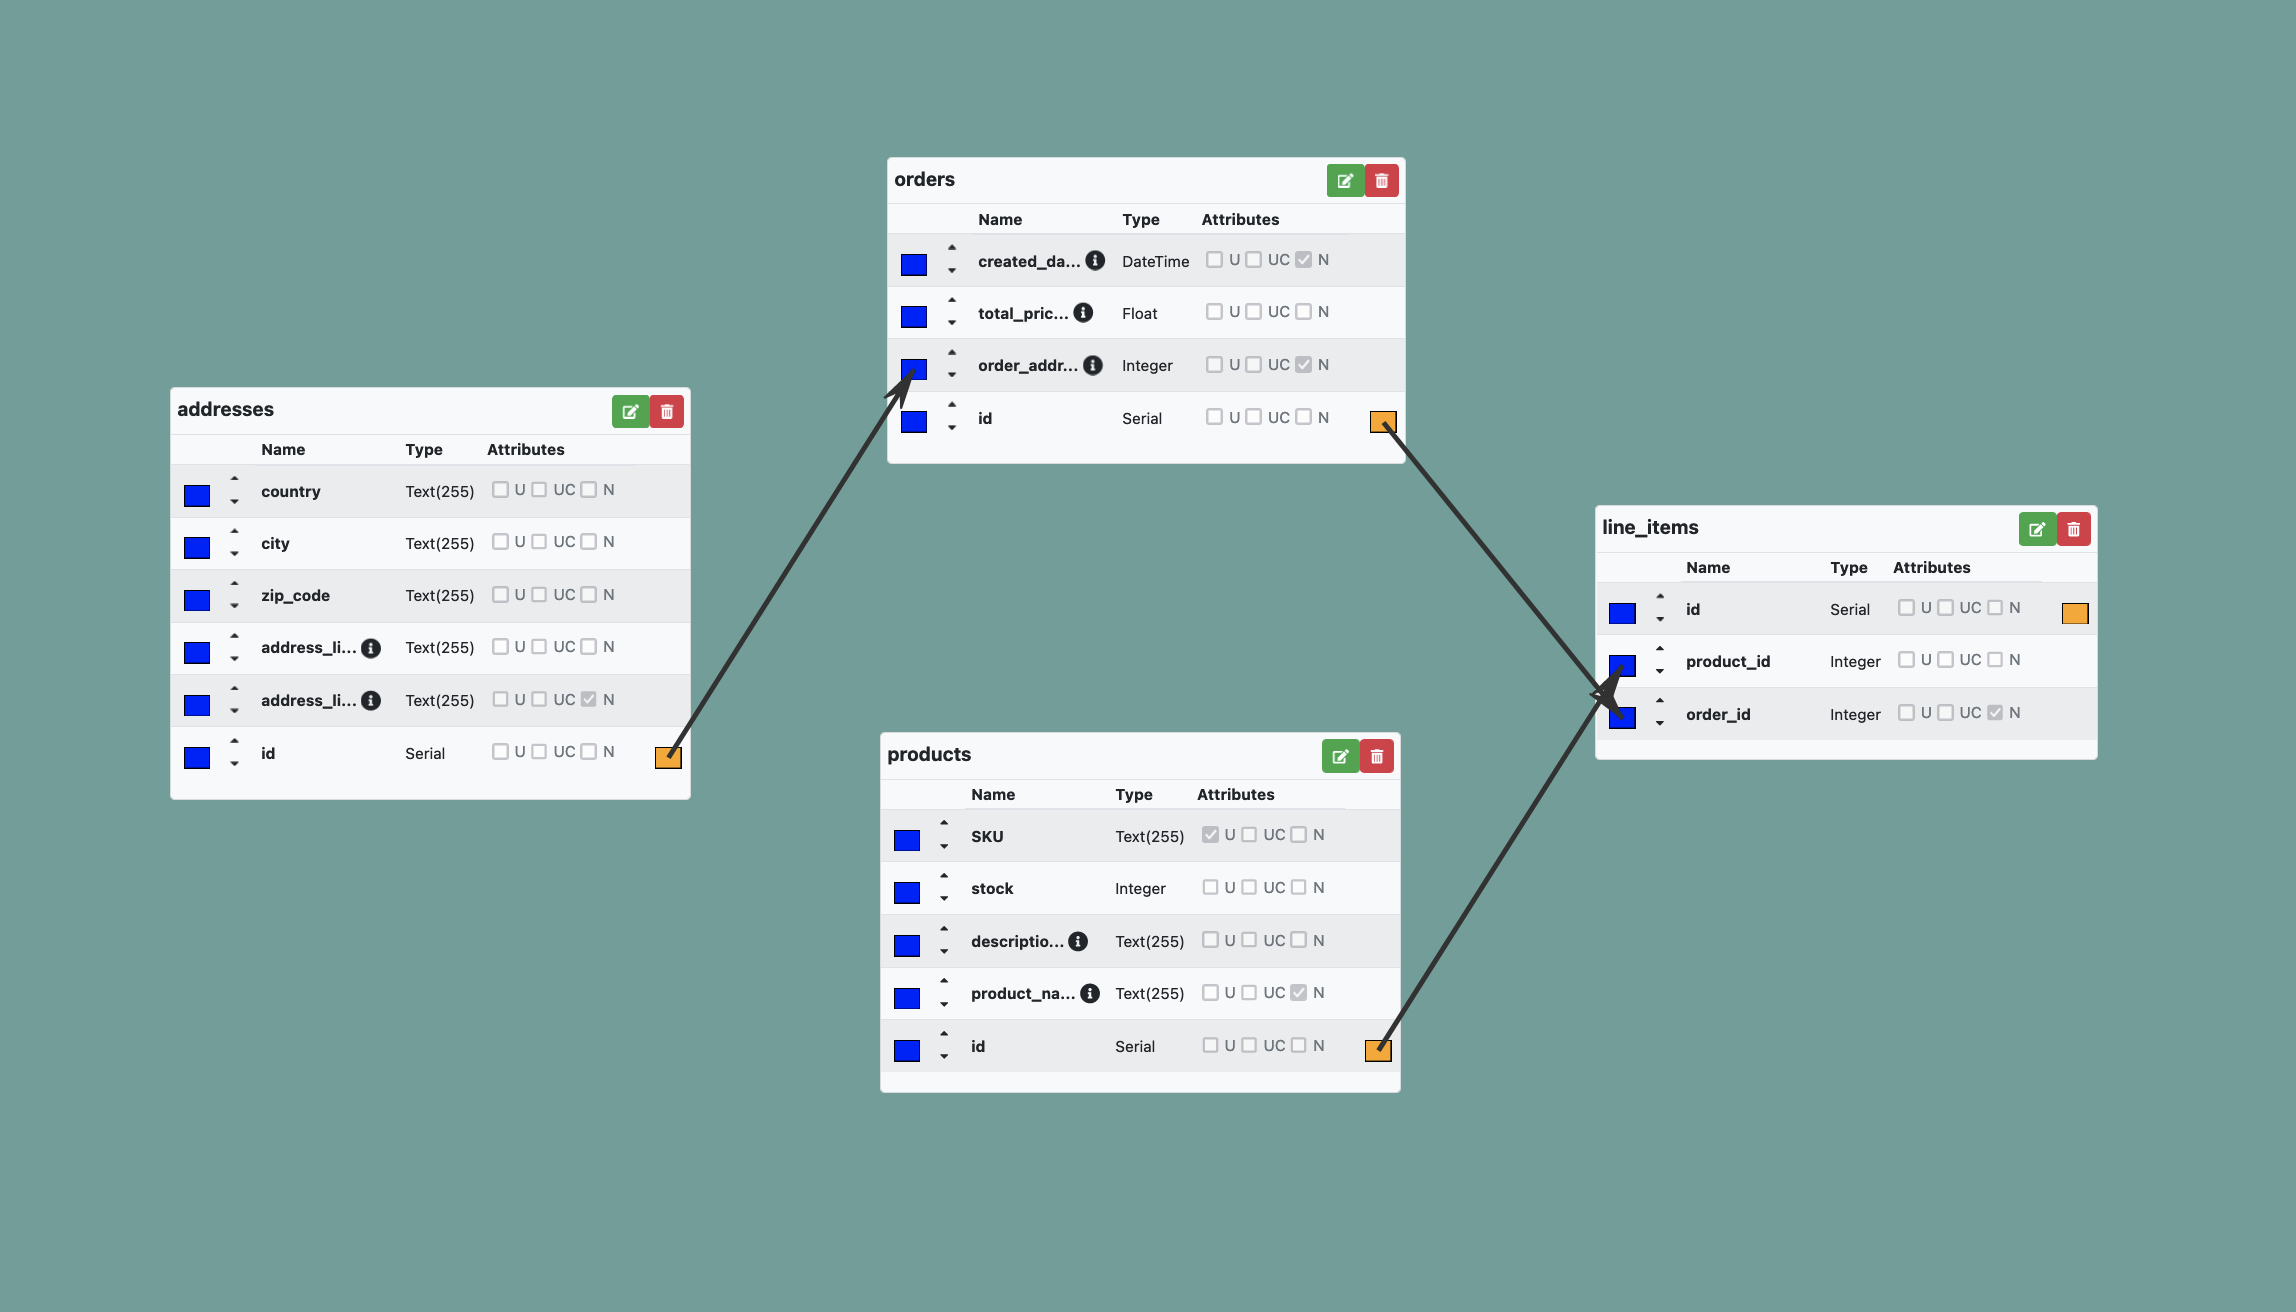 orders
Name Type Attributes
created_da... DateTime U UC N
total_pric... Float U UC N
order_addr... Integer U UC N
id Serial U UC N
addresses
Name Type Attributes
country Text(255) U UC N
city Text(255) U UC N
zip_code Text(255) U UC N
address_li... Text(255) U UC N
address_li... Text(255) U UC N
id Serial U UC N
line_items
Name Type Attributes
id Serial U UC N
product_id Integer U UC N
order_id Integer U UC N
products
Name Type Attributes
SKU Text(255) U UC N
stock Integer U UC N
descriptio... Text(255) U UC N
product_na... Text(255) U UC N
id Serial U UC N